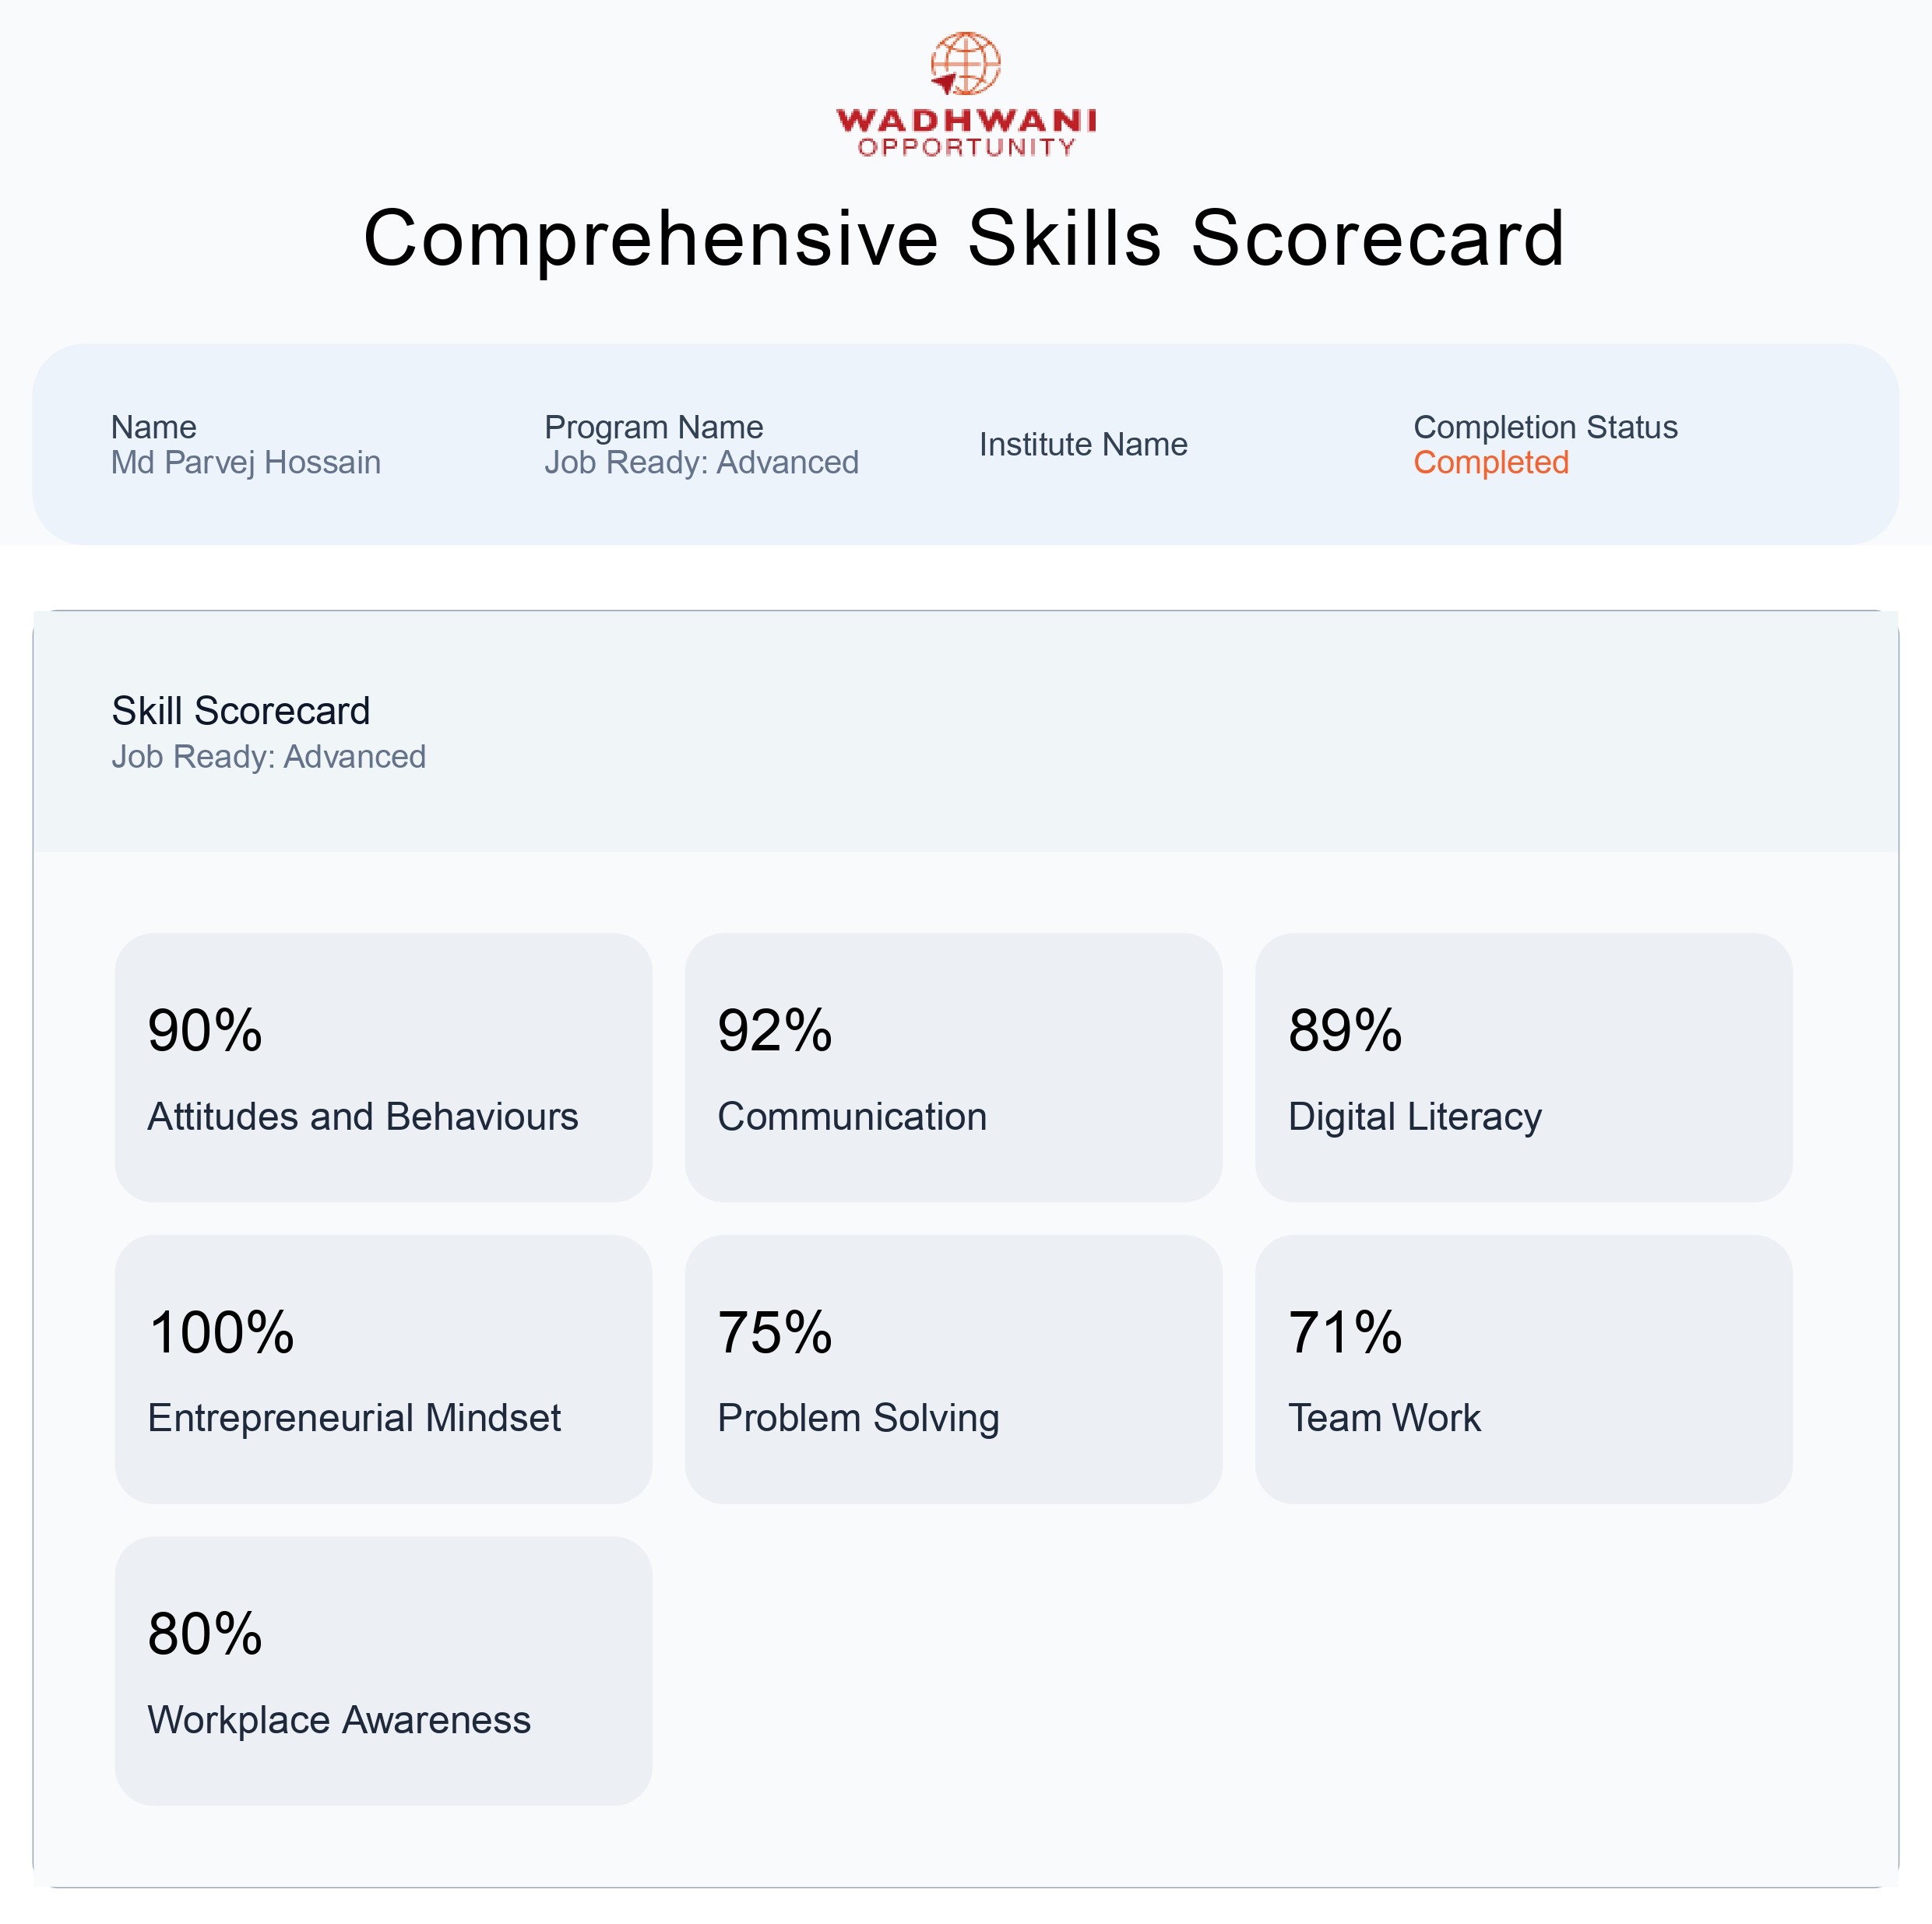 WADHWANI
OPPORTUNITY
Comprehensive Skills Scorecard
Name
Md Parvej Hossain
Program Name
Job Ready: Advanced
Institute Name
Completion Status
Completed
Skill Scorecard
Job Ready: Advanced
90%
Attitudes and Behaviours
92%
Communication
89%
Digital Literacy
100%
Entrepreneurial Mindset
75%
Problem Solving
71%
Team Work
80%
Workplace Awareness